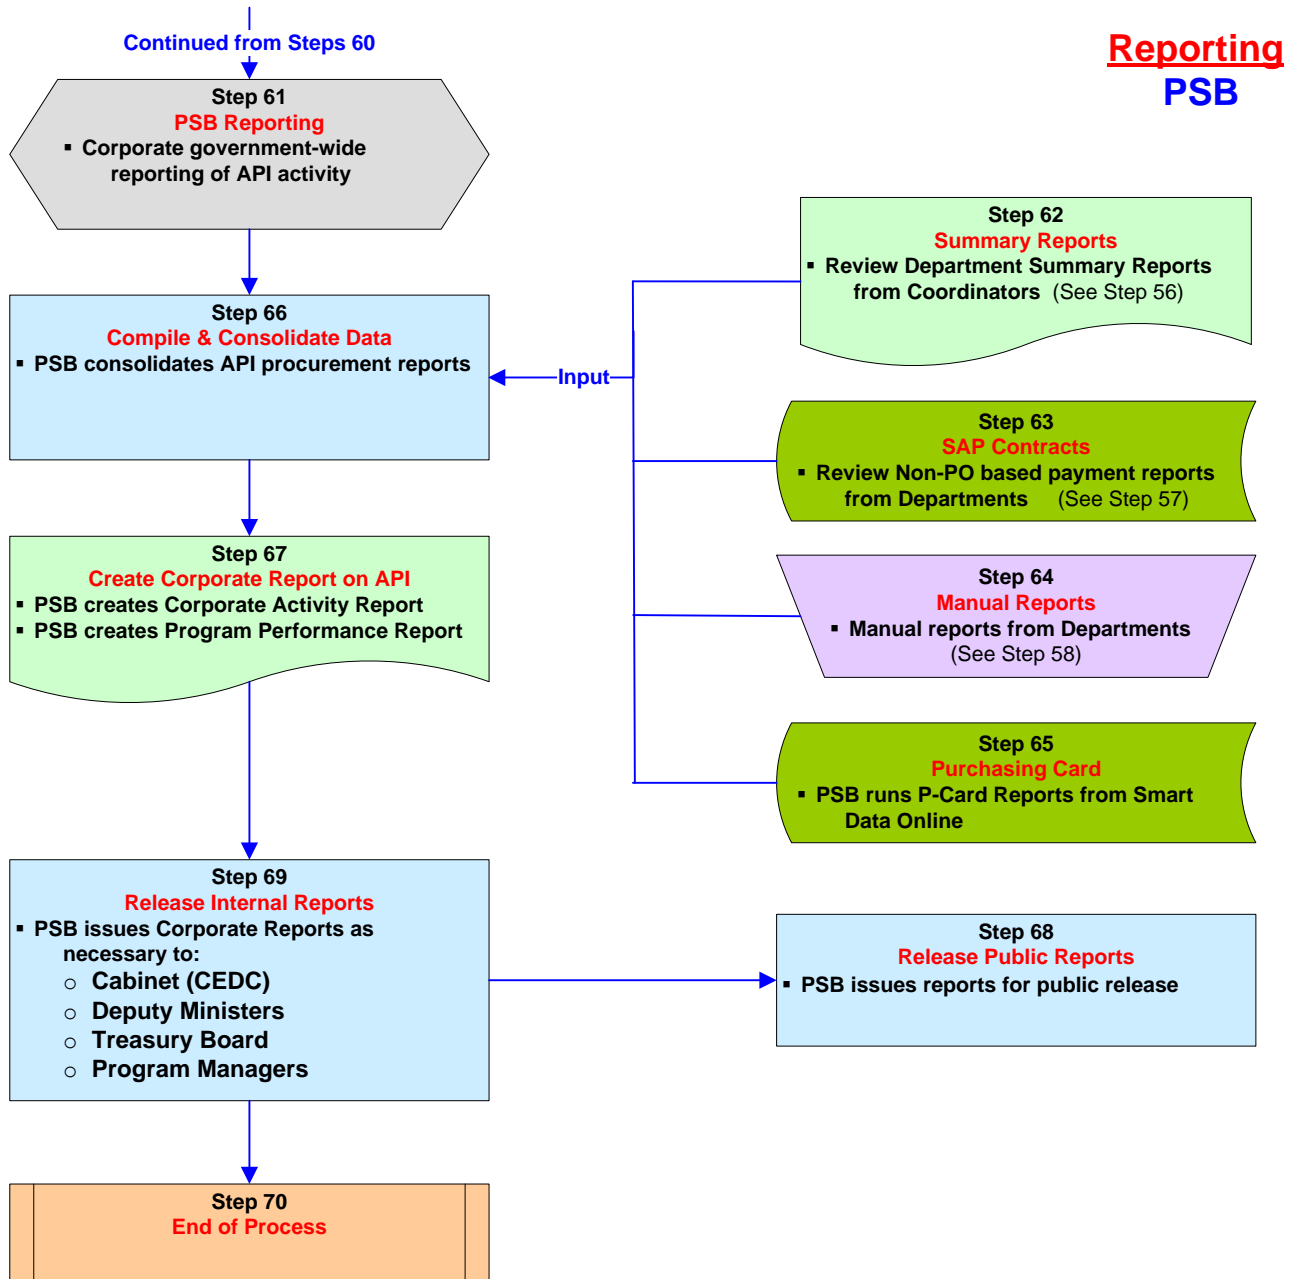 Continued from Steps 60
Reporting
PSB
Step 61
PSB Reporting
▪ Corporate government-wide
reporting of API activity
Step 62
Summary Reports
▪ Review Department Summary Reports
from Coordinators (See Step 56)
Step 66
Compile & Consolidate Data
▪ PSB consolidates API procurement reports
Input
Step 63
SAP Contracts
▪ Review Non-PO based payment reports
from Departments (See Step 57)
Step 67
Create Corporate Report on API
▪ PSB creates Corporate Activity Report
▪ PSB creates Program Performance Report
Step 64
Manual Reports
▪ Manual reports from Departments
(See Step 58)
Step 65
Purchasing Card
▪ PSB runs P-Card Reports from Smart
Data Online
Step 69
Release Internal Reports
▪ PSB issues Corporate Reports as
necessary to:
o Cabinet (CEDC)
o Deputy Ministers
o Treasury Board
o Program Managers
Step 68
Release Public Reports
▪ PSB issues reports for public release
Step 70
End of Process